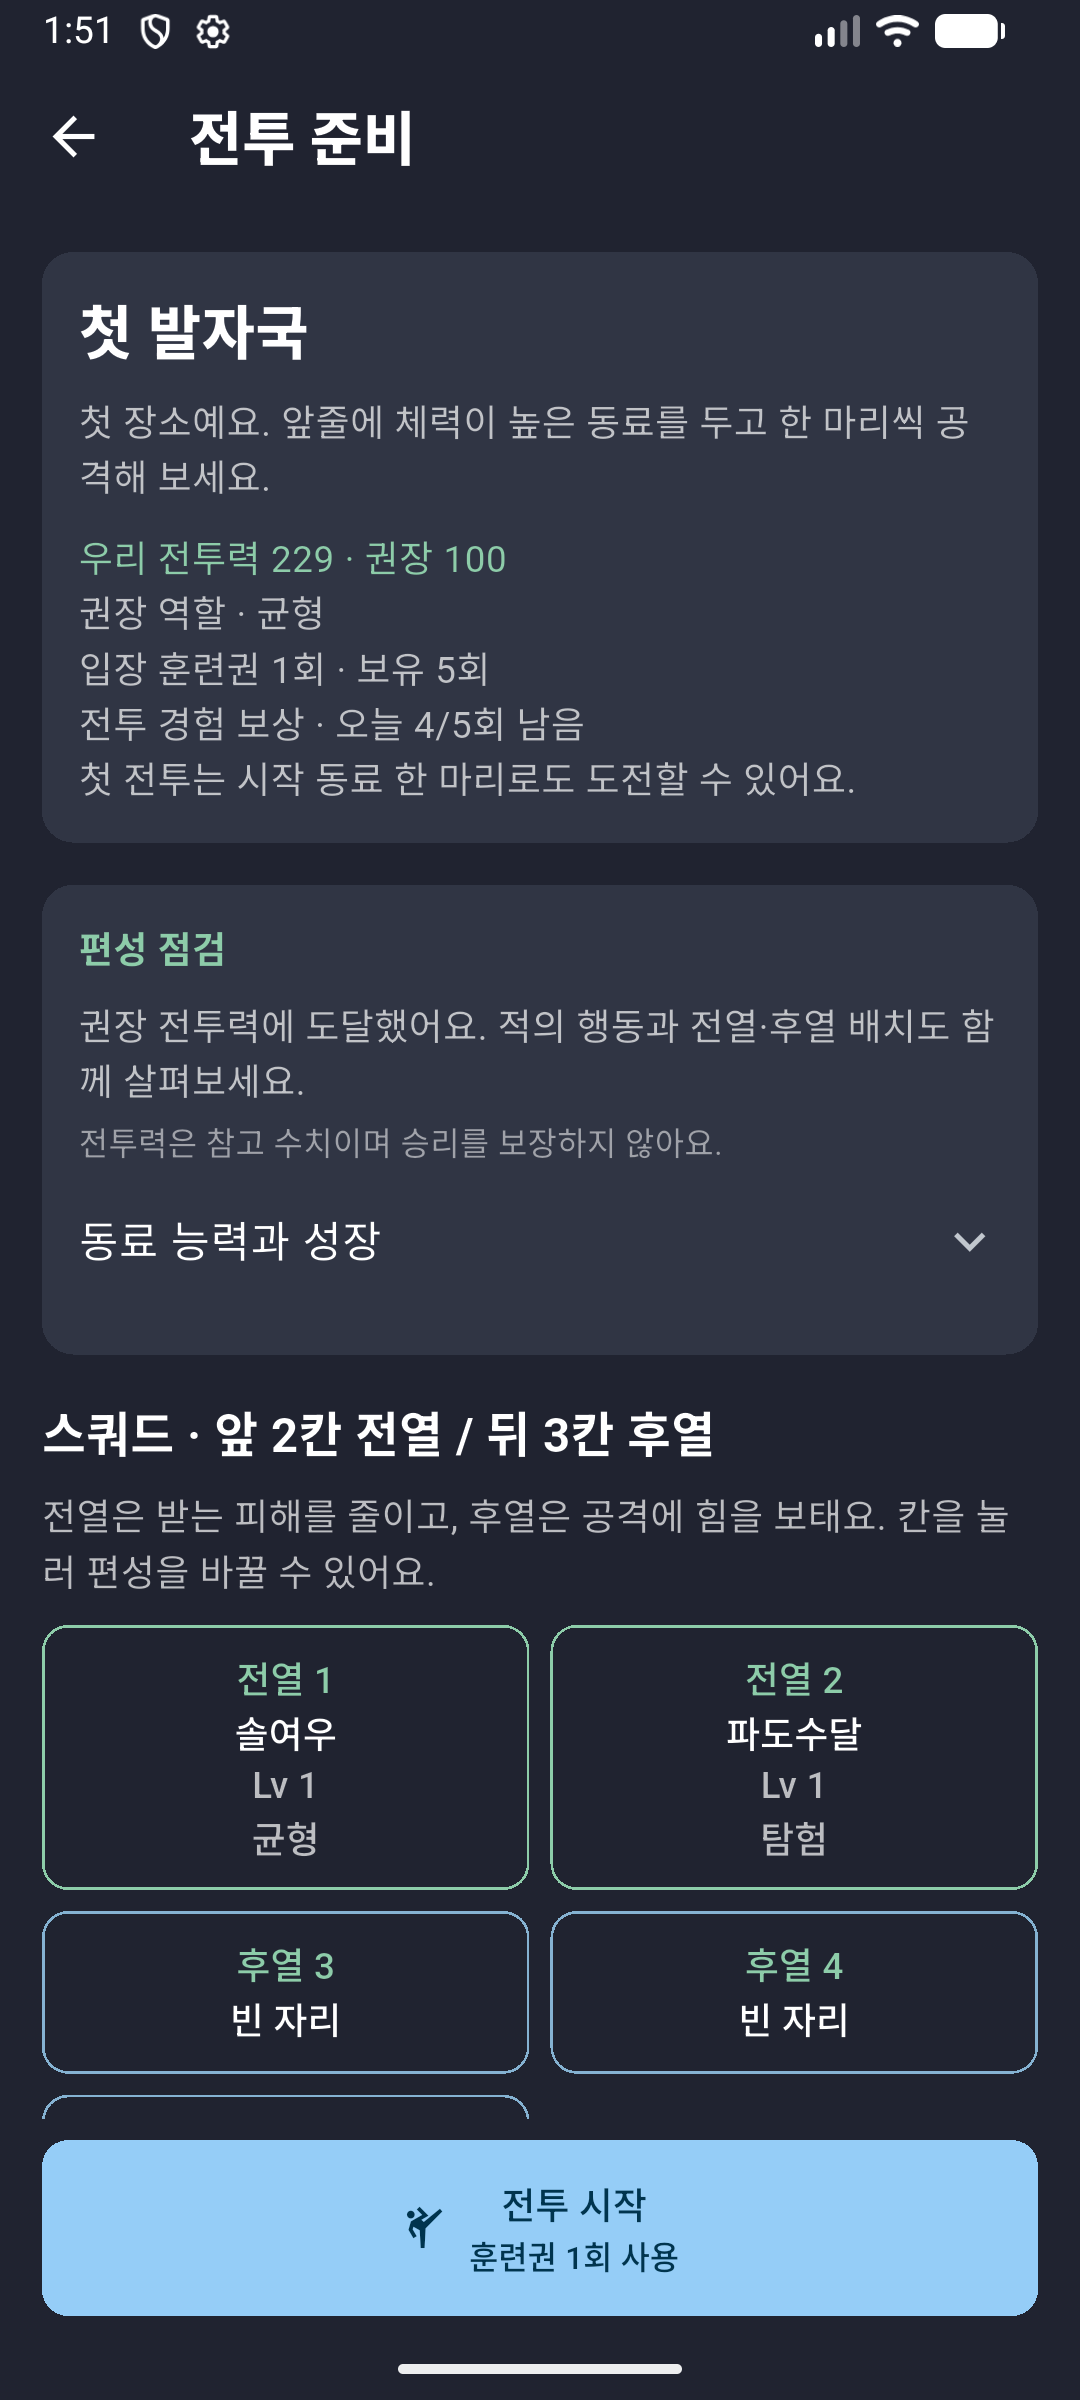 1:51
전투 준비
첫 발자국
첫 장소예요. 앞줄에 체력이 높은 동료를 두고 한 마리씩 공
격해 보세요.
우리 전투력 229 · 권장 100
권장 역할 · 균형
입장 훈련권 1회 · 보유 5회
전투 경험 보상 · 오늘 4/5회 남음
첫 전투는 시작 동료 한 마리로도 도전할 수 있어요.
편성 점검
권장 전투력에 도달했어요. 적의 행동과 전열·후열 배치도 함
께 살펴보세요.
전투력은 참고 수치이며 승리를 보장하지 않아요.
동료 능력과 성장
스쿼드 · 앞 2칸 전열 / 뒤 3칸 후열
전열은 받는 피해를 줄이고, 후열은 공격에 힘을 보태요. 칸을 눌
러 편성을 바꿀 수 있어요.
전열 1
솔여우
Lv 1
균형
전열 2
파도수달
Lv 1
탐험
후열 3
빈 자리
후열 4
빈 자리
전투 시작
훈련권 1회 사용